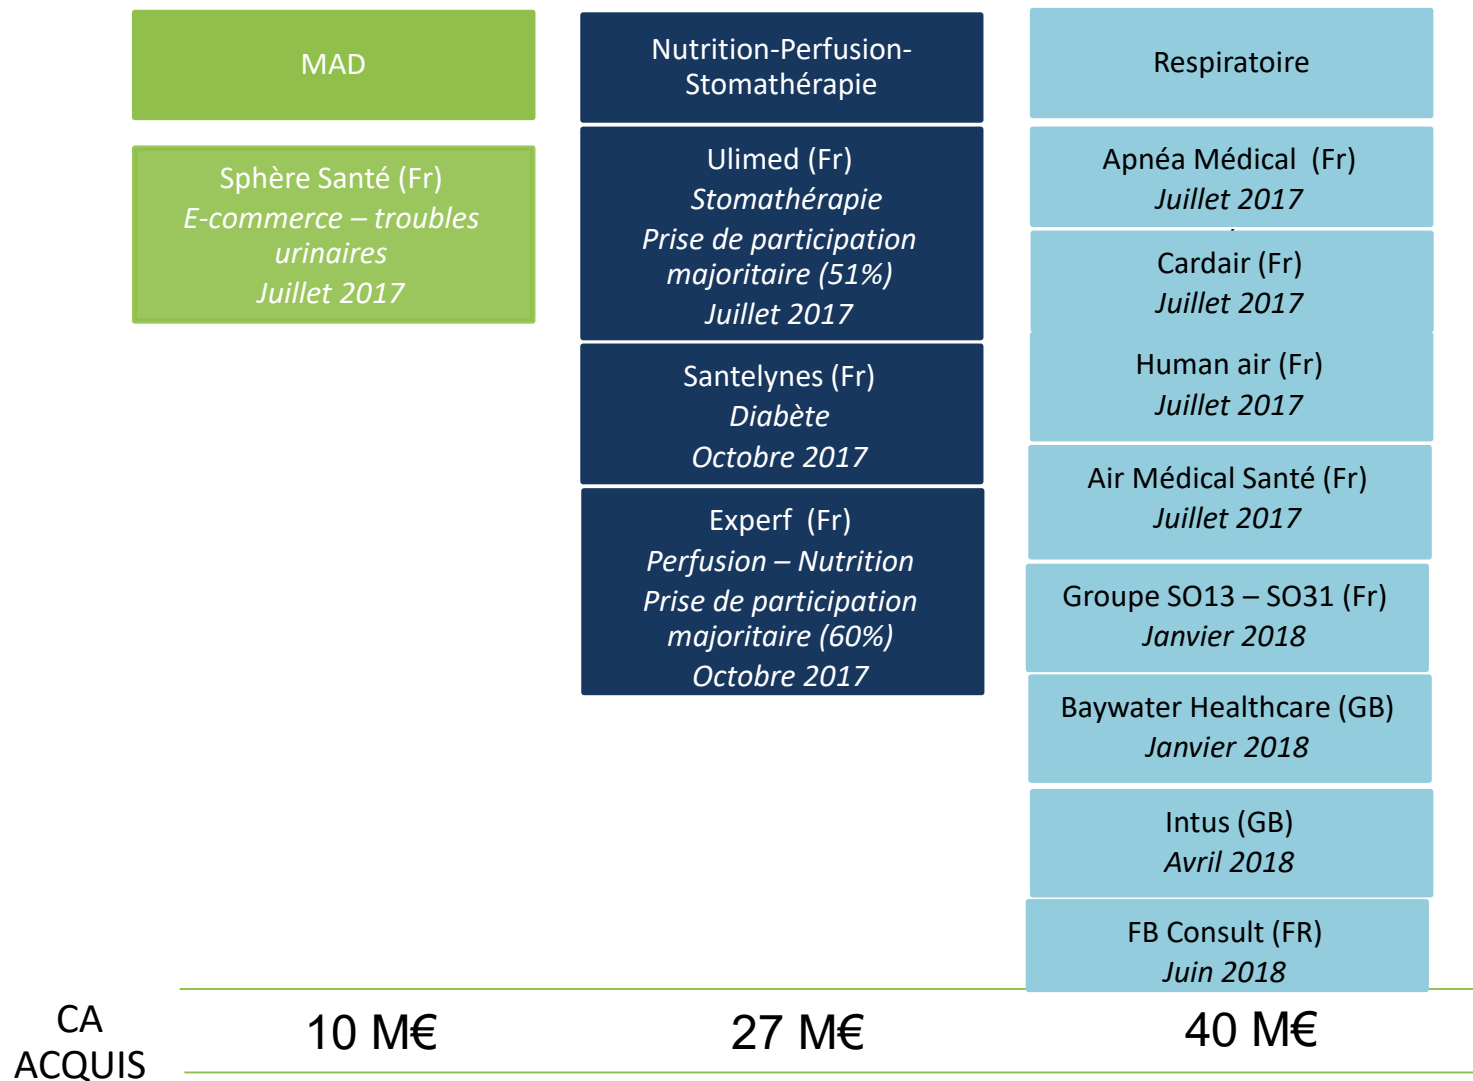 MAD
Sphère Santé (Fr)
E-commerce – troubles
urinaires
Juillet 2017
Nutrition-Perfusion-
Stomathérapie
Ulimed (Fr)
Stomathérapie
Prise de participation
majoritaire (51%)
Juillet 2017
Santelynes (Fr)
Diabète
Octobre 2017
Experf (Fr)
Perfusion – Nutrition
Prise de participation
majoritaire (60%)
Octobre 2017
Respiratoire
Apnéa Médical (Fr)
Juillet 2017
Cardair (Fr)
Juillet 2017
Human air (Fr)
Juillet 2017
Air Médical Santé (Fr)
Juillet 2017
Groupe SO13 – SO31 (Fr)
Janvier 2018
Baywater Healthcare (GB)
Janvier 2018
Intus (GB)
Avril 2018
FB Consult (FR)
Juin 2018
CA
ACQUIS
10 M€
27 M€
40 M€